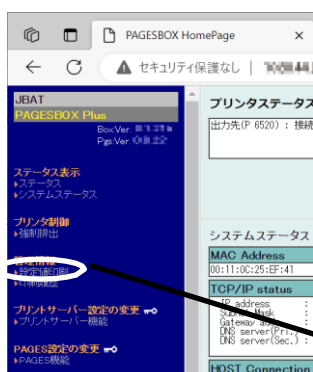 PAGESBOX HomePage
セキュリティ保護なし
JBAT
PAGESBOX Plus
BoxVer.
PgsVer.
ステータス表示
ステータス
システムステータス
プリンタ制御
強制排出
設定値印刷
プリントサーバー設定の変更
プリントサーバー機能
PAGES設定の変更
PAGES機能
プリンタステータス
出力先(P 6520) : 接続
システムステータス
MAC Address
00:11:0C:25:EF:41
TCP/IP status
IP address :
Subnet Mask :
Gateway :
DNS server(Pri.) :
DNS server(Sec.) :
HOST Connection